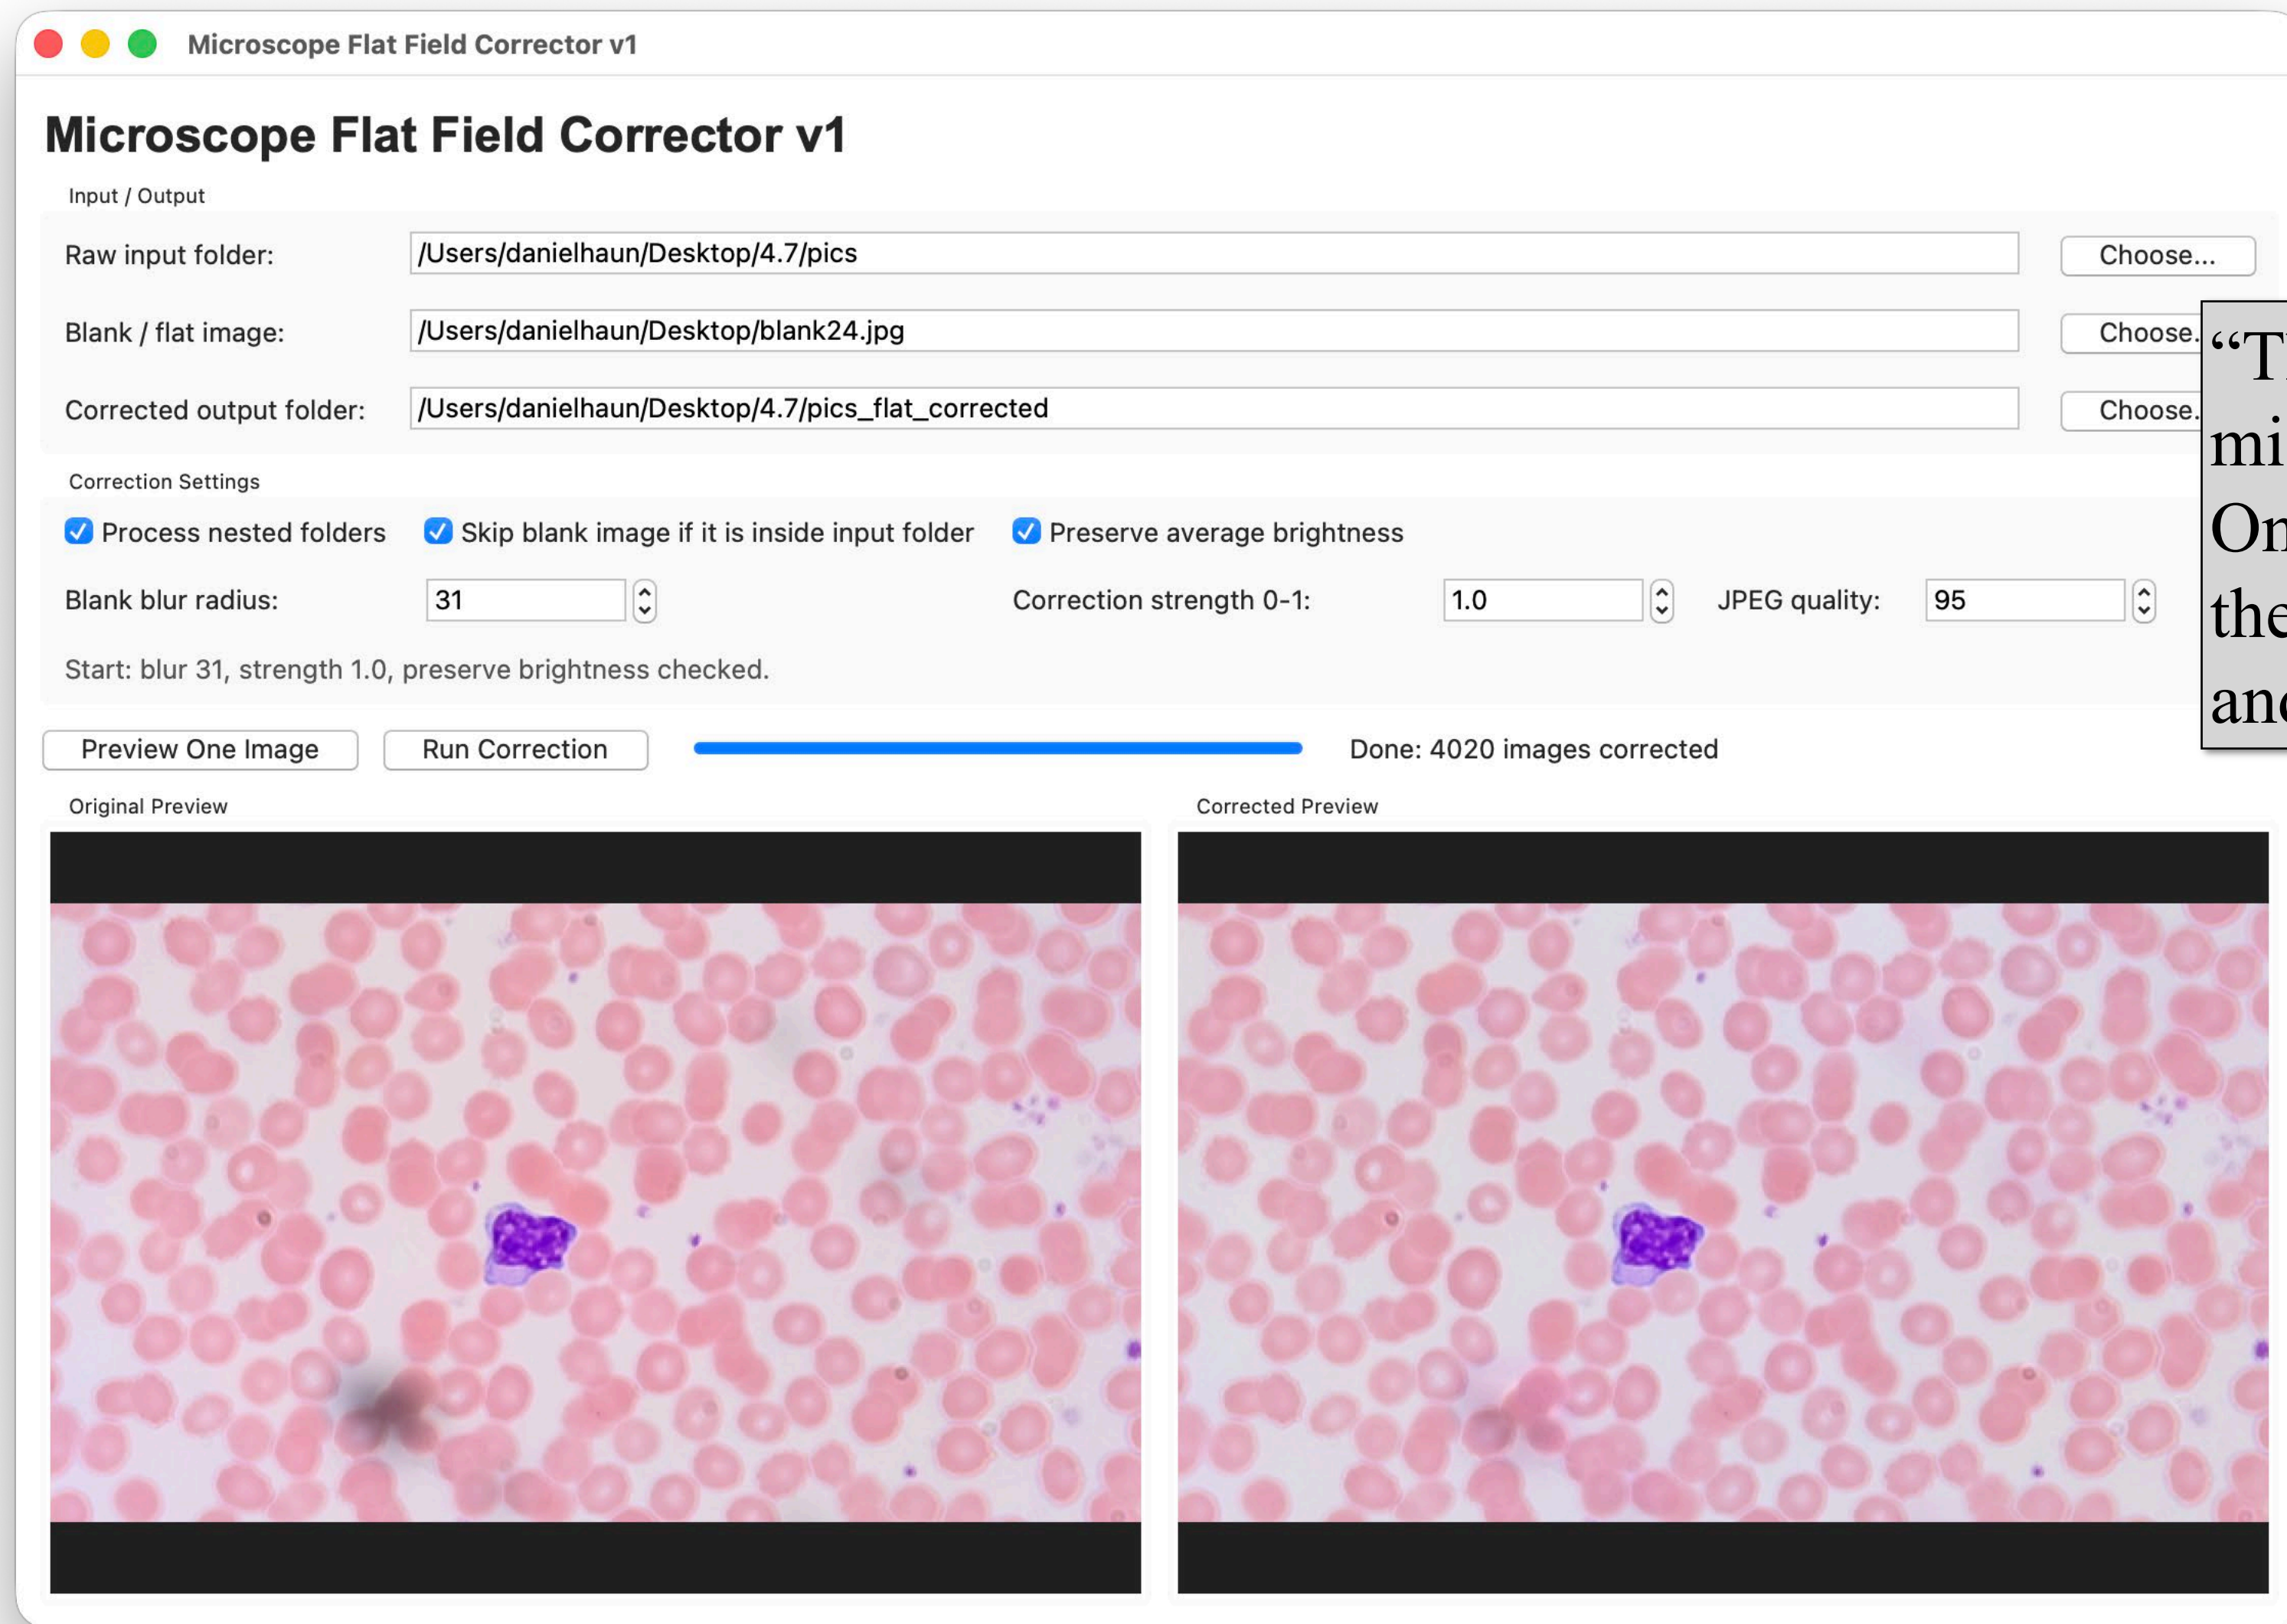 Microscope Flat Field Corrector v1
Microscope Flat Field Corrector v1
Input / Output
Raw input folder: /Users/danielhaun/Desktop/4.7/pics Choose...
Blank / flat image: /Users/danielhaun/Desktop/blank24.jpg Choose.
Corrected output folder: /Users/danielhaun/Desktop/4.7/pics_flat_corrected Choose.
Correction Settings
Process nested folders Skip blank image if it is inside input folder Preserve average brightness
Blank blur radius: 31 Correction strength 0-1: 1.0 JPEG quality: 95
Start: blur 31, strength 1.0, preserve brightness checked.
Preview One Image Run Correction Done: 4020 images corrected
Original Preview Corrected Preview